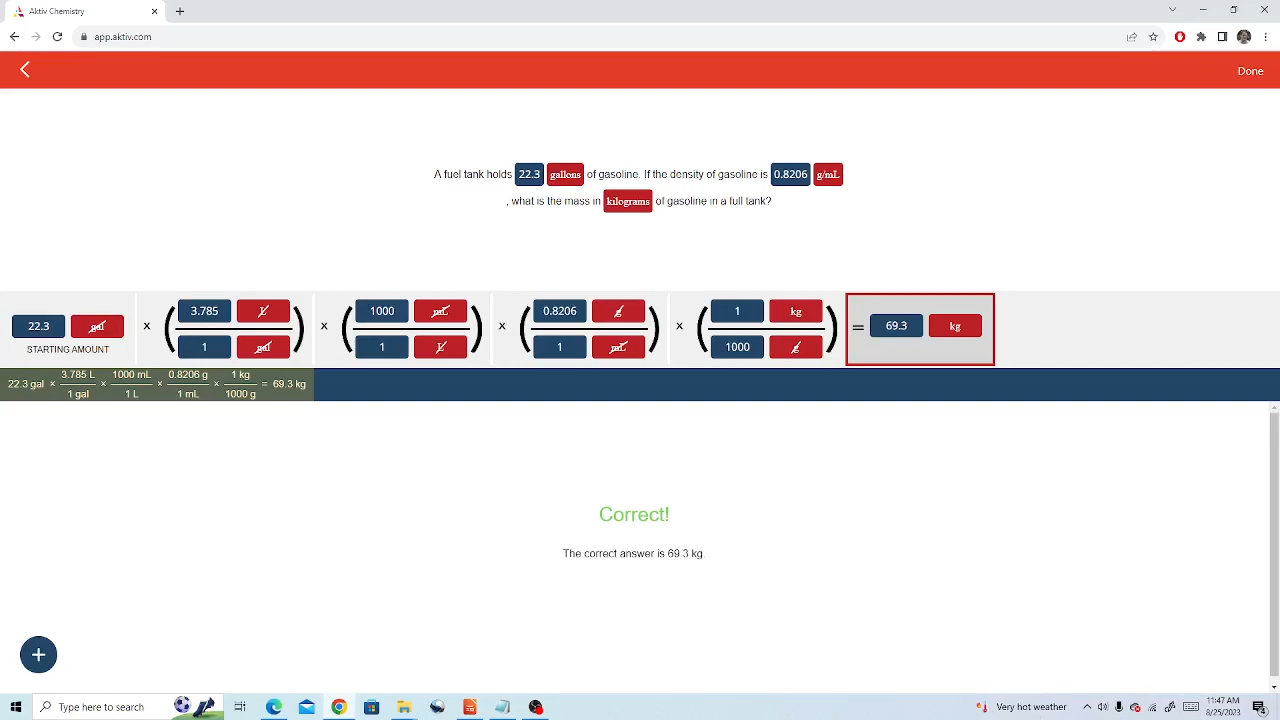 Aktiv Chemistry
app.aktiv.com
Done
A fuel tank holds 22.3 gallons of gasoline. If the density of gasoline is 0.8206 g/mL
, what is the mass in kilograms of gasoline in a full tank?
22.3 gal x ( 3.785 L / 1 gal ) x ( 1000 mL / 1 L ) x ( 0.8206 g / 1 mL ) x ( 1 kg / 1000 g ) = 69.3 kg
STARTING AMOUNT
22.3 gal × 3.785 L / 1 gal × 1000 mL / 1 L × 0.8206 g / 1 mL × 1 kg / 1000 g = 69.3 kg
Correct!
The correct answer is 69.3 kg.
+
Type here to search
Very hot weather
11:47 AM
8/25/2023